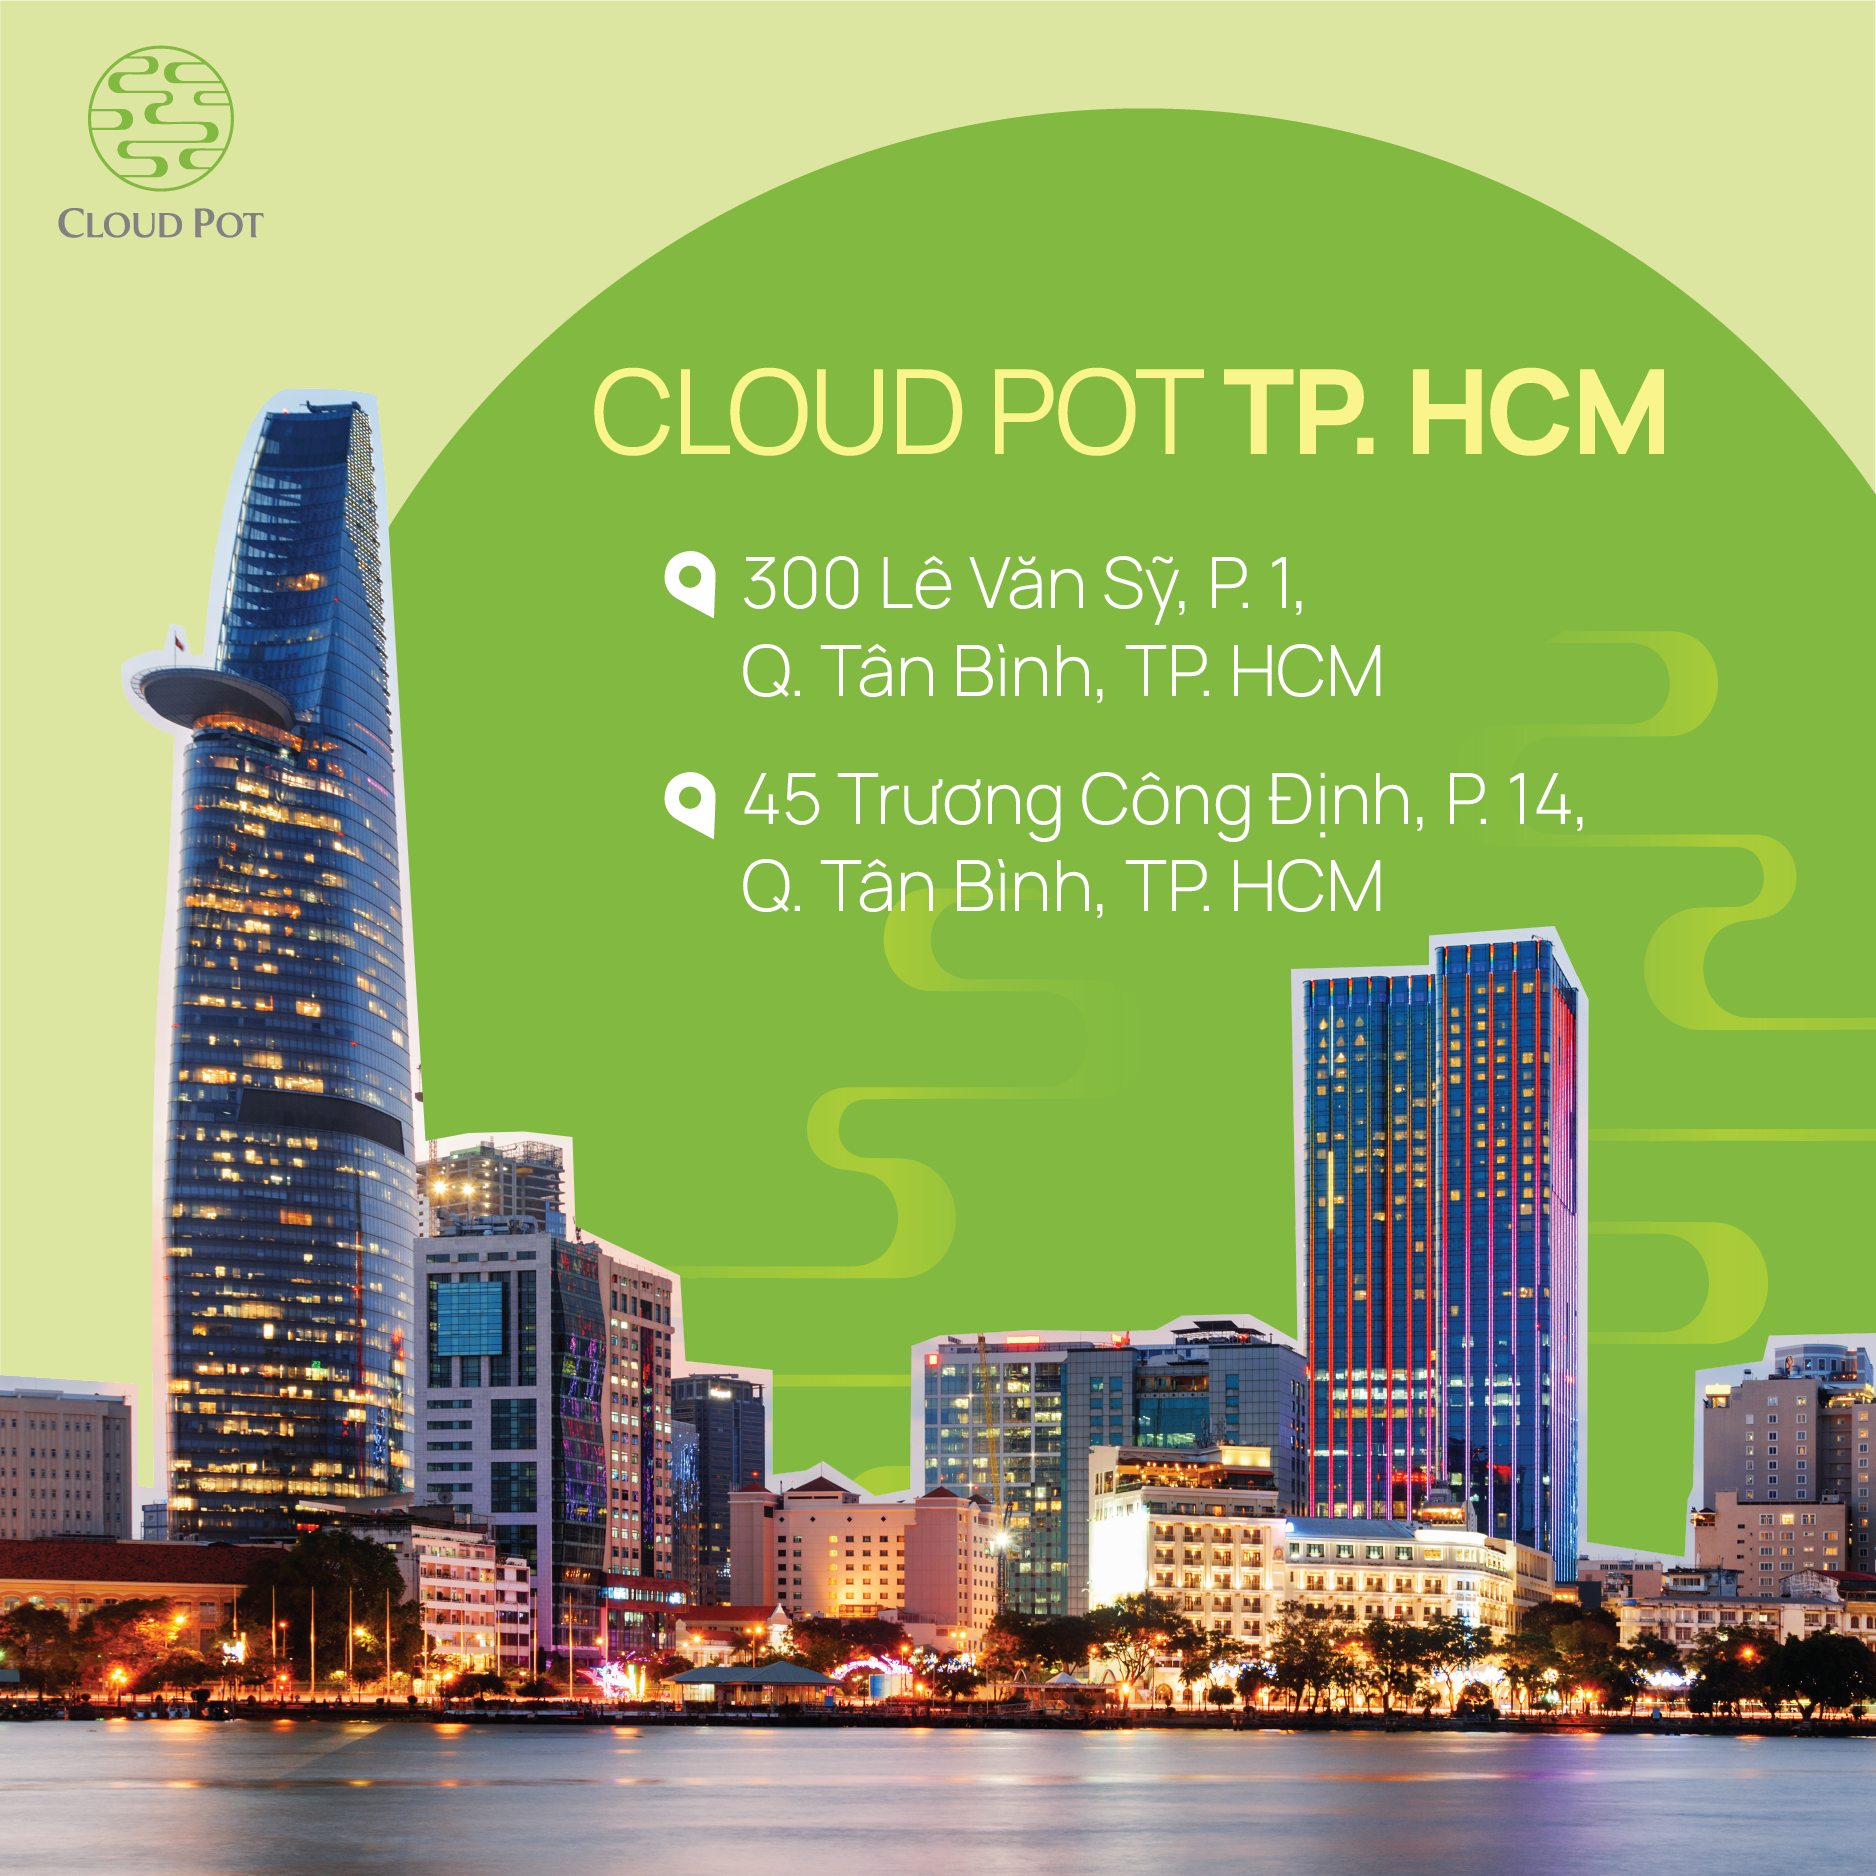 CLOUD POT
CLOUD POT TP. HCM
300 Lê Văn Sỹ, P. 1,
Q. Tân Bình, TP. HCM
45 Trương Công Định, P. 14,
Q. Tân Bình, TP. HCM